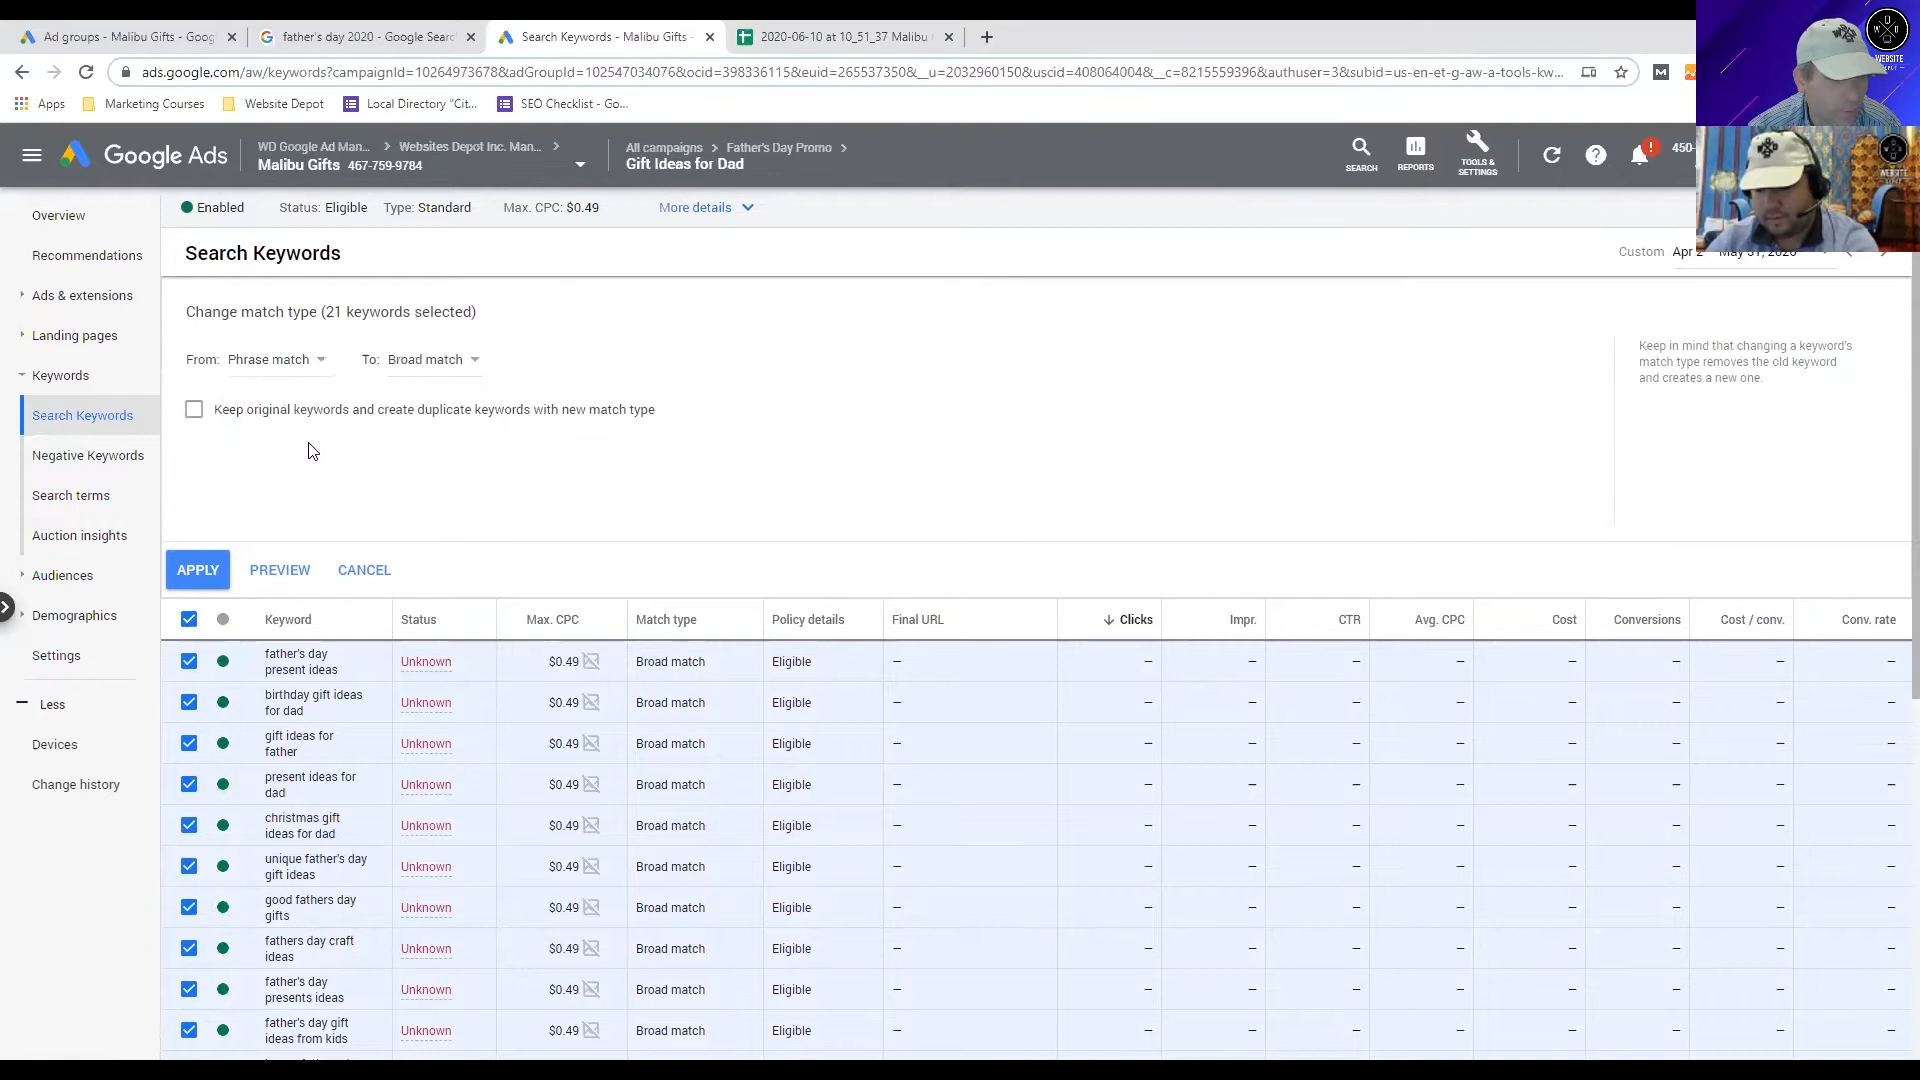 Ad groups - Malibu Gifts - Goog
father's day 2020 - Google Searc
Search Keywords - Malibu Gifts -
2020-06-10 at 10_51_37 Malibu
ads.google.com/aw/keywords?campaignId=10264973678&adGroupId=102547034076&ocid=398336115&euid=265537350&__u=2032960150&uscid=408064004&__c=8215559396&authuser=3&subid=us-en-et-g-aw-a-tools-kw...
Apps
Marketing Courses
Website Depot
Local Directory "Cit...
SEO Checklist - Go...
Google Ads
WD Google Ad Man... > Websites Depot Inc. Man... >
Malibu Gifts 467-759-9784
All campaigns > Father's Day Promo >
Gift Ideas for Dad
SEARCH
REPORTS
TOOLS &
SETTINGS
450-
WEBSITE
Enabled Status: Eligible Type: Standard Max. CPC: $0.49 More details
Search Keywords
Custom Apr 2
May 31, 2020
Overview
Recommendations
Ads & extensions
Landing pages
Keywords
Search Keywords
Negative Keywords
Search terms
Auction insights
Audiences
Demographics
Settings
Less
Devices
Change history
Change match type (21 keywords selected)
From: Phrase match To: Broad match
Keep original keywords and create duplicate keywords with new match type
Keep in mind that changing a keyword's
match type removes the old keyword
and creates a new one.
APPLY PREVIEW CANCEL
Keyword Status Max. CPC Match type Policy details Final URL Clicks Impr. CTR Avg. CPC Cost Conversions Cost / conv. Conv. rate
father's day
present ideas
Unknown $0.49 Broad match Eligible – – – – – – – – –
birthday gift ideas
for dad
Unknown $0.49 Broad match Eligible – – – – – – – – –
gift ideas for
father
Unknown $0.49 Broad match Eligible – – – – – – – – –
present ideas for
dad
Unknown $0.49 Broad match Eligible – – – – – – – – –
christmas gift
ideas for dad
Unknown $0.49 Broad match Eligible – – – – – – – – –
unique father's day
gift ideas
Unknown $0.49 Broad match Eligible – – – – – – – – –
good fathers day
gifts
Unknown $0.49 Broad match Eligible – – – – – – – – –
fathers day craft
ideas
Unknown $0.49 Broad match Eligible – – – – – – – – –
father's day
presents ideas
Unknown $0.49 Broad match Eligible – – – – – – – – –
father's day gift
ideas from kids
Unknown $0.49 Broad match Eligible – – – – – – – – –